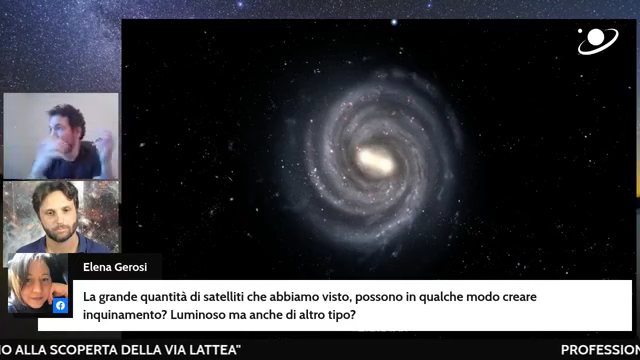 Elena Gerosi
La grande quantità di satelliti che abbiamo visto, possono in qualche modo creare
inquinamento? Luminoso ma anche di altro tipo?
O ALLA SCOPERTA DELLA VIA LATTEA" PROFESSION